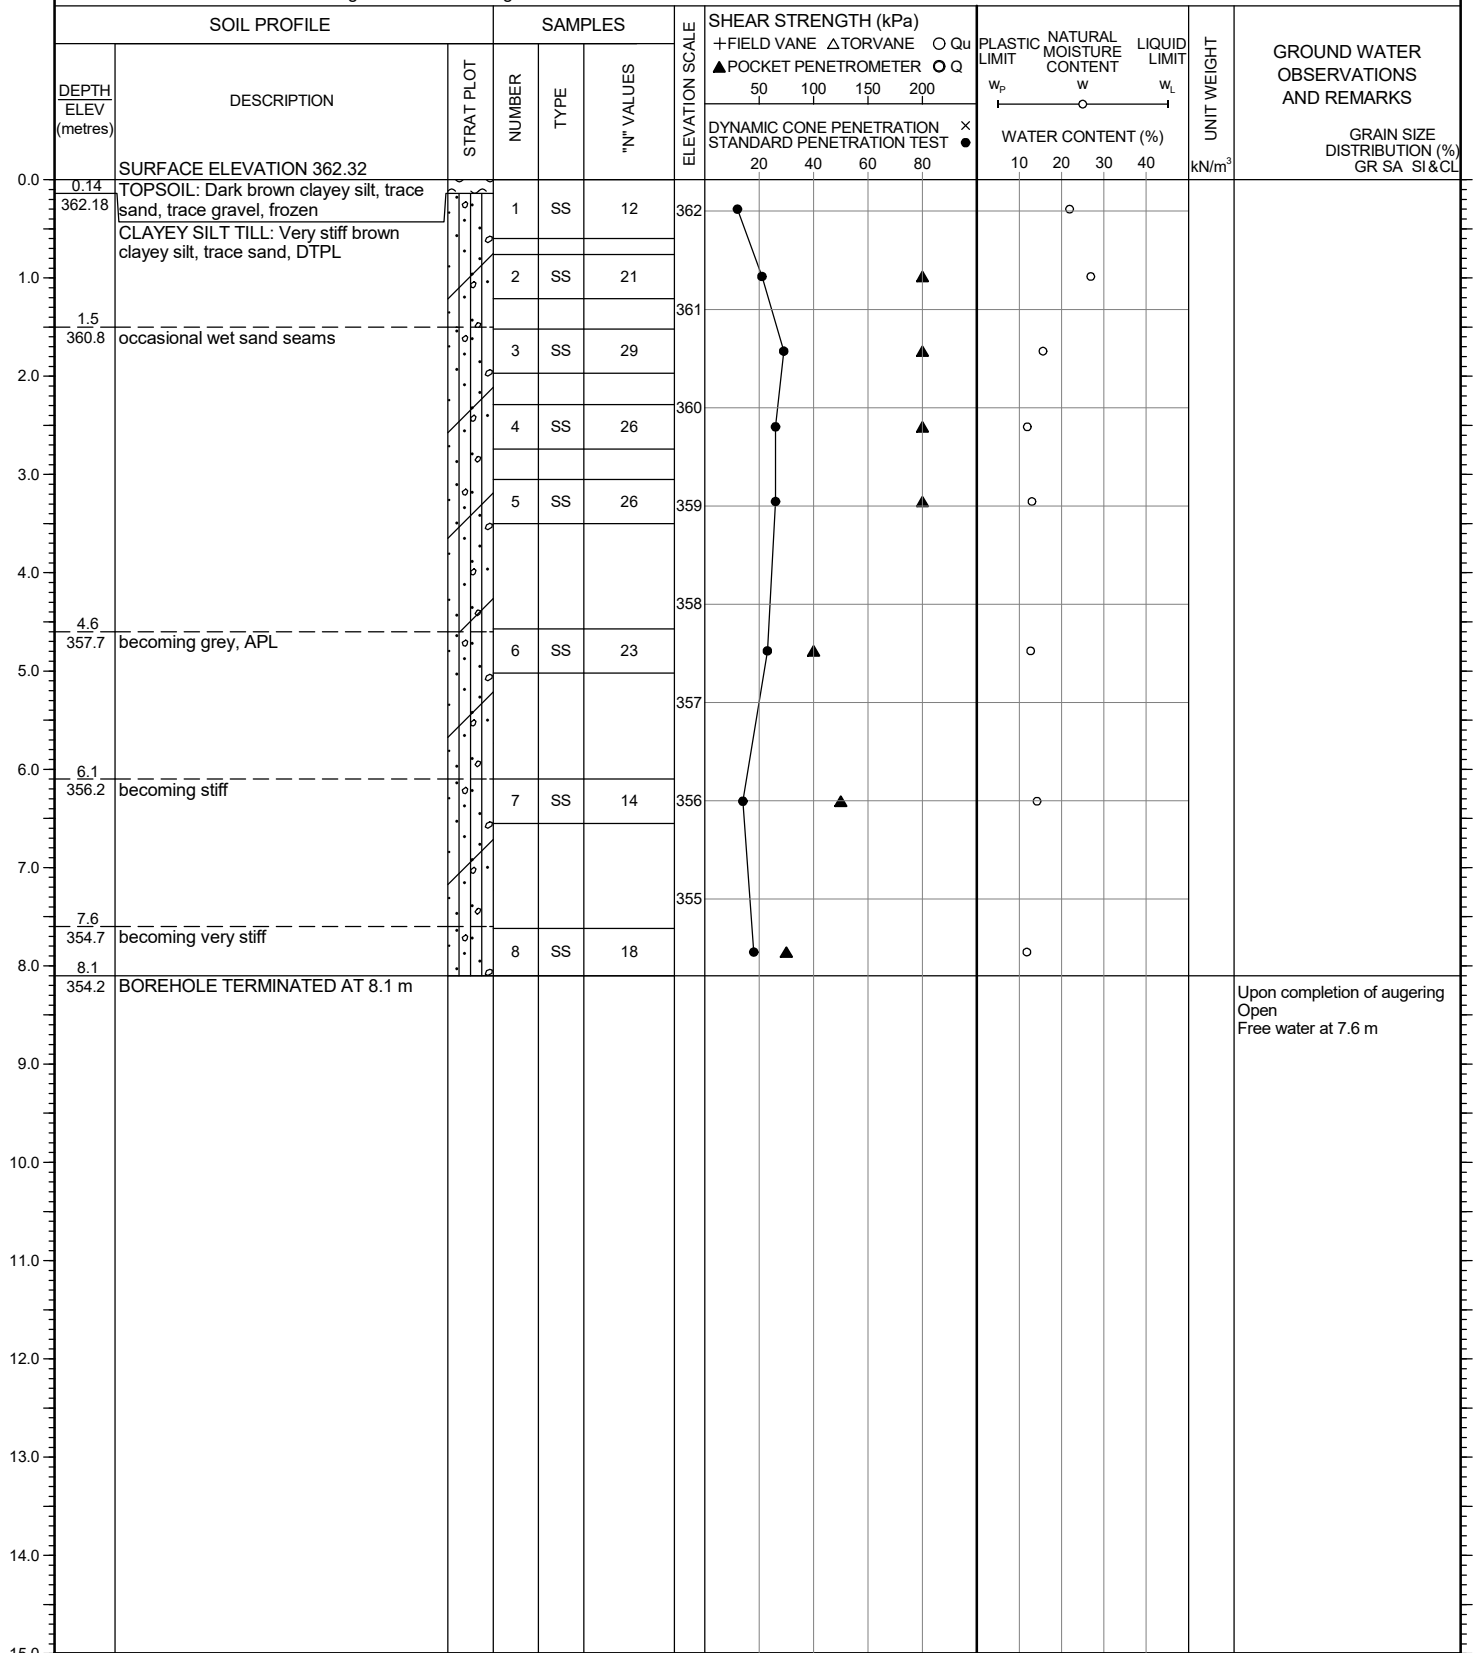 SOIL PROFILE
SAMPLES
ELEVATION SCALE
SHEAR STRENGTH (kPa)
+FIELD VANE △TORVANE ○ Qu
▲POCKET PENETROMETER O Q
50 100 150 200
DYNAMIC CONE PENETRATION ×
STANDARD PENETRATION TEST ●
20 40 60 80
PLASTIC LIMIT
NATURAL MOISTURE CONTENT
LIQUID LIMIT
wP w wL
WATER CONTENT (%)
10 20 30 40
UNIT WEIGHT
kN/m³
GROUND WATER
OBSERVATIONS
AND REMARKS
GRAIN SIZE
DISTRIBUTION (%)
GR SA SI&CL
DEPTH
ELEV
(metres)
DESCRIPTION
STRAT PLOT
NUMBER
TYPE
"N" VALUES
SURFACE ELEVATION 362.32
0.0
0.14
362.18
TOPSOIL: Dark brown clayey silt, trace
sand, trace gravel, frozen
1 SS 12
362
CLAYEY SILT TILL: Very stiff brown
clayey silt, trace sand, DTPL
1.0
2 SS 21
361
1.5
360.8
occasional wet sand seams
3 SS 29
2.0
360
4 SS 26
3.0
5 SS 26
359
4.0
358
4.6
357.7
becoming grey, APL
6 SS 23
5.0
357
6.0
6.1
356.2
becoming stiff
7 SS 14
356
7.0
355
7.6
354.7
becoming very stiff
8 SS 18
8.0
8.1
354.2
BOREHOLE TERMINATED AT 8.1 m
Upon completion of augering
Open
Free water at 7.6 m
9.0
10.0
11.0
12.0
13.0
14.0